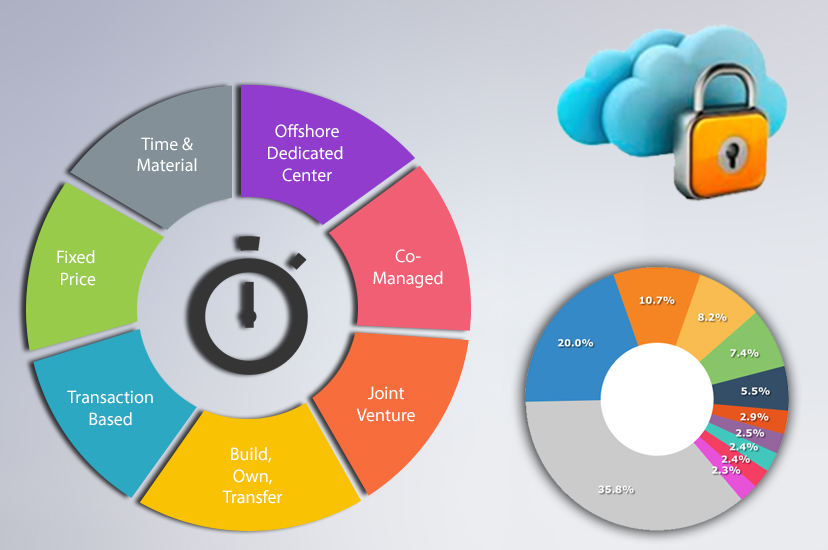 Time &
Material
Offshore
Dedicated
Center
Co-
Managed
Joint
Venture
Build,
Own,
Transfer
Transaction
Based
Fixed
Price
10.7%
8.2%
7.4%
5.5%
2.9%
2.5%
2.4%
2.4%
2.3%
35.8%
20.0%